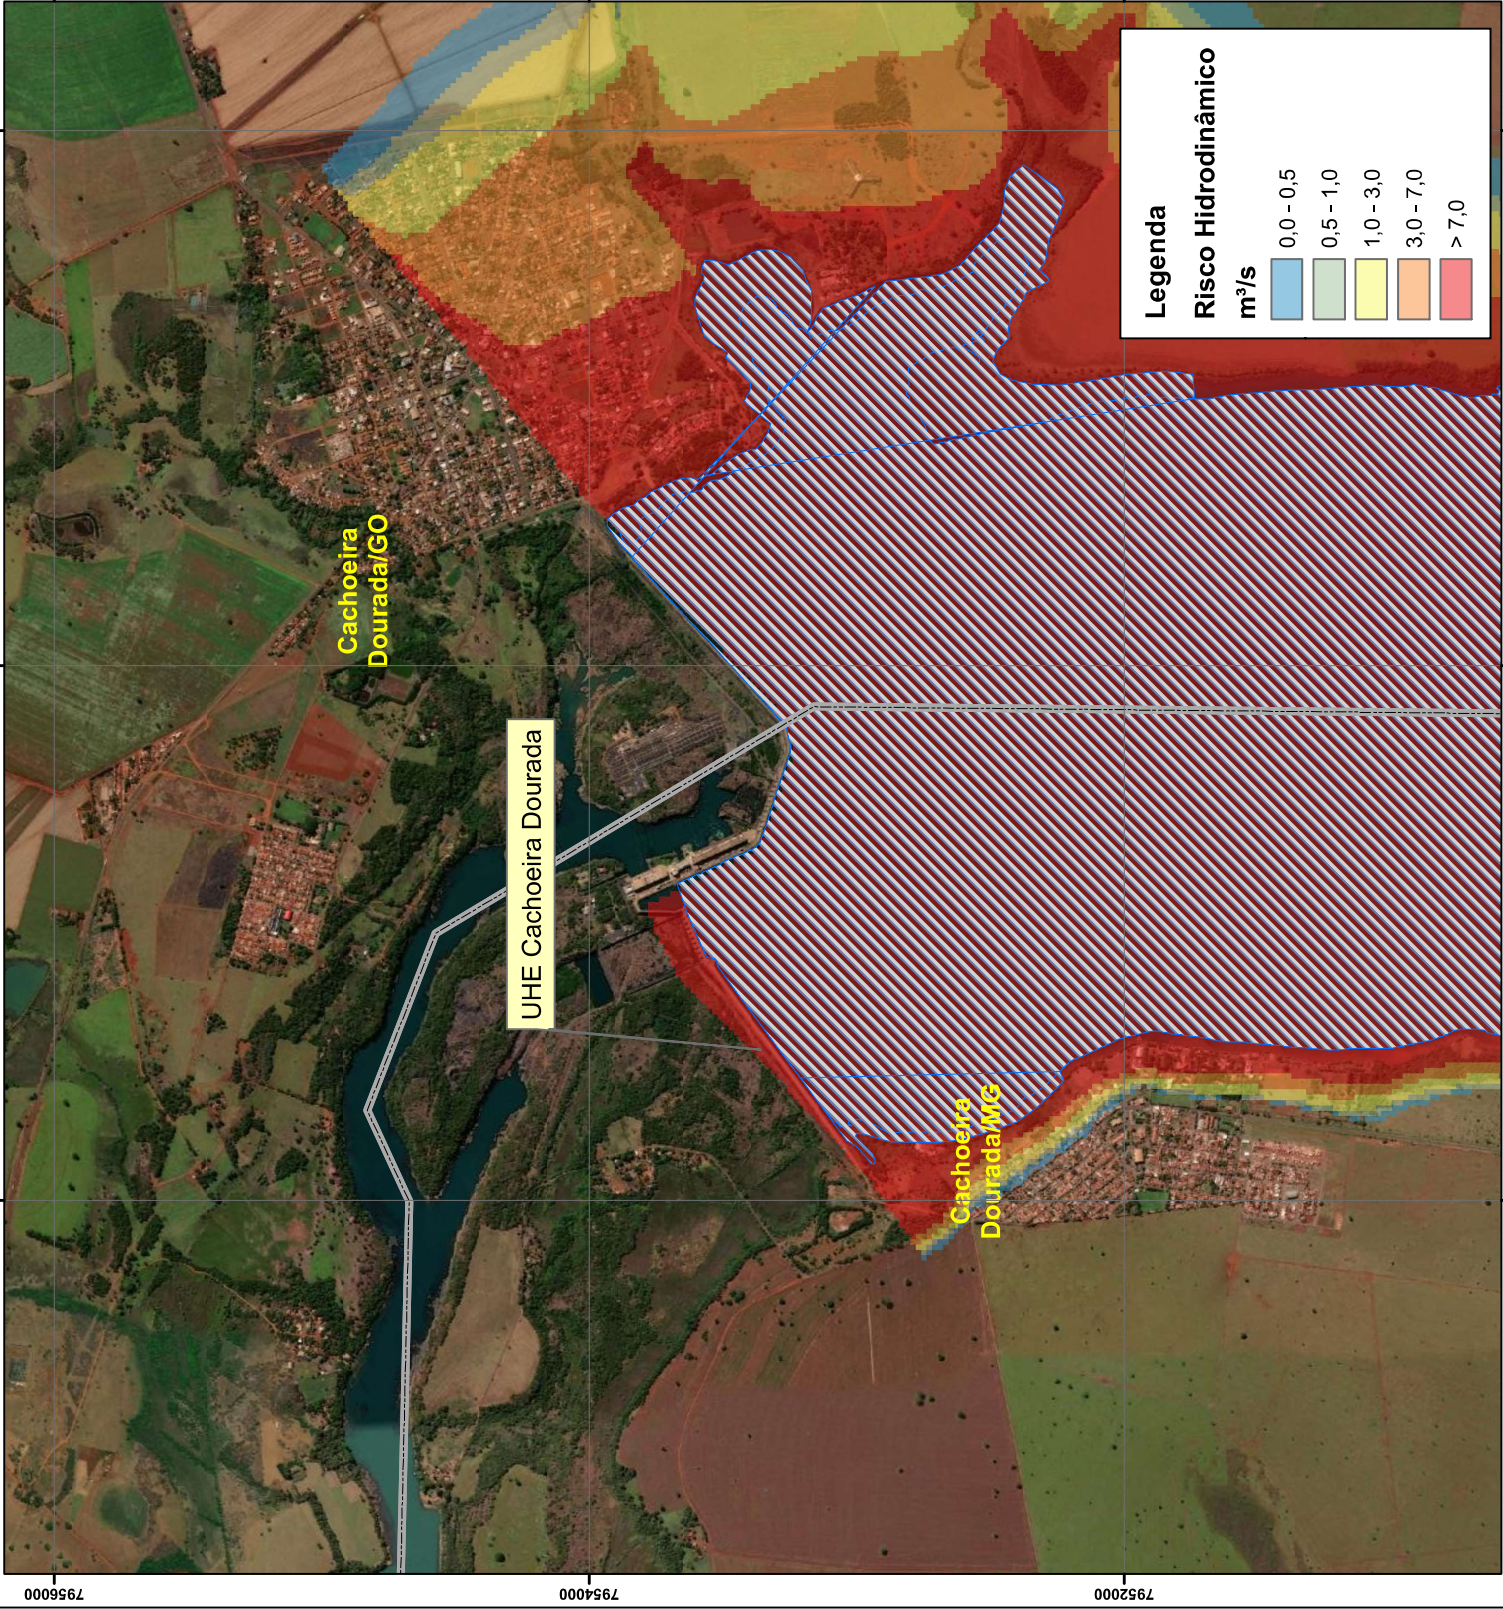 Cachoeira
Dourada/GO
UHE Cachoeira Dourada
Cachoeira
Dourada/MG
Legenda
Risco Hidrodinâmico
m³/s
0,0 - 0,5
0,5 - 1,0
1,0 - 3,0
3,0 - 7,0
> 7,0
7956000
7954000
7952000